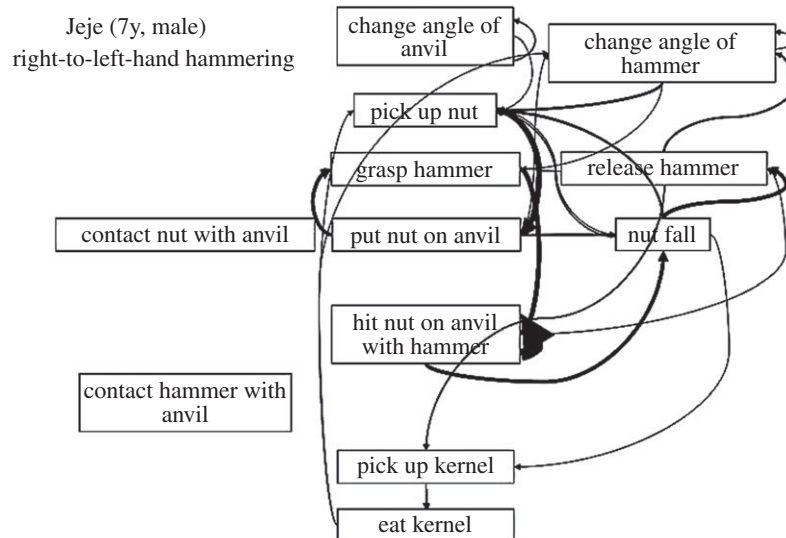 Jeje (7y, male)
right-to-left-hand hammering
change angle of
anvil
change angle of
hammer
pick up nut
grasp hammer
release hammer
contact nut with anvil
put nut on anvil
nut fall
hit nut on anvil
with hammer
contact hammer with
anvil
pick up kernel
eat kernel